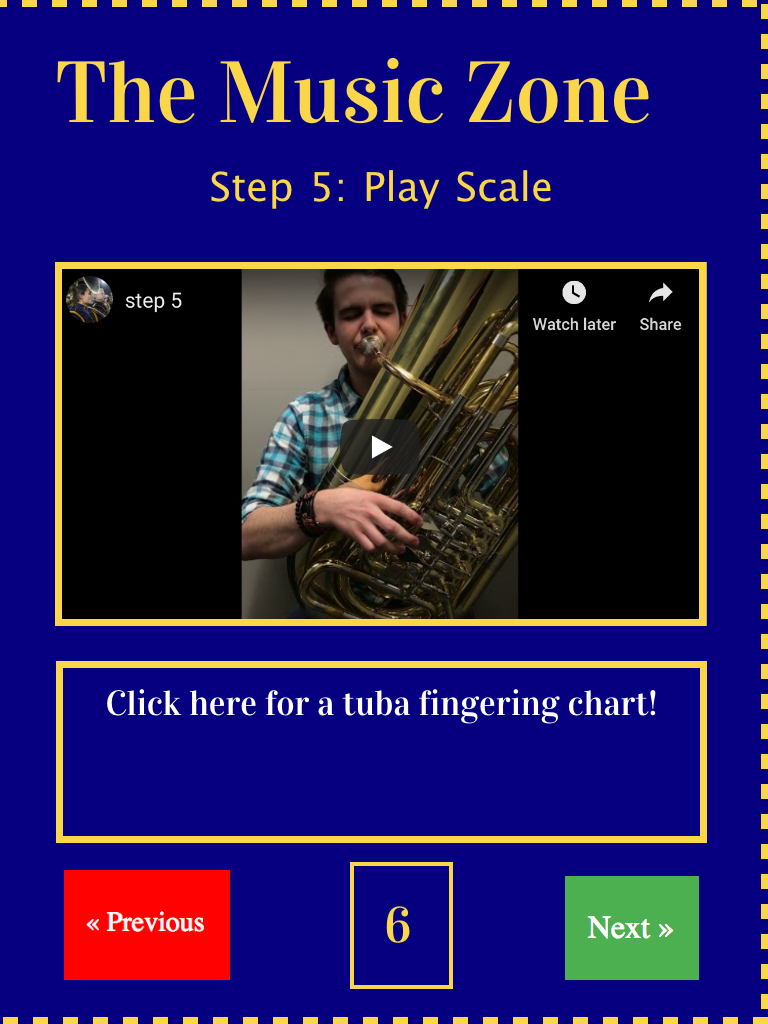 The Music Zone
Step 5: Play Scale
step 5
Watch later
Share
Click here for a tuba fingering chart!
« Previous
6
Next »